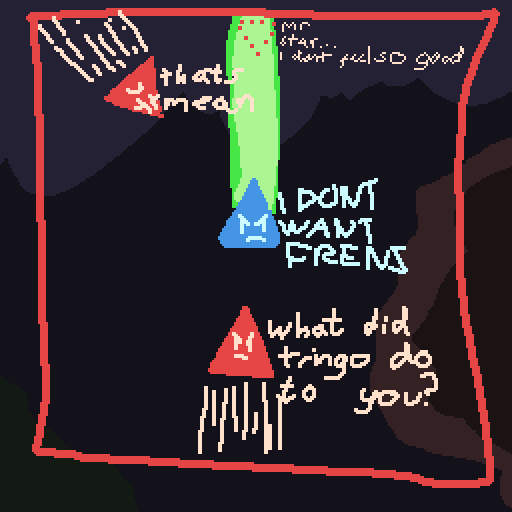 mr
star...
i dont feel so good
thats
mean
I DONT
WANT
FRENS
what did
tringo do
to you?